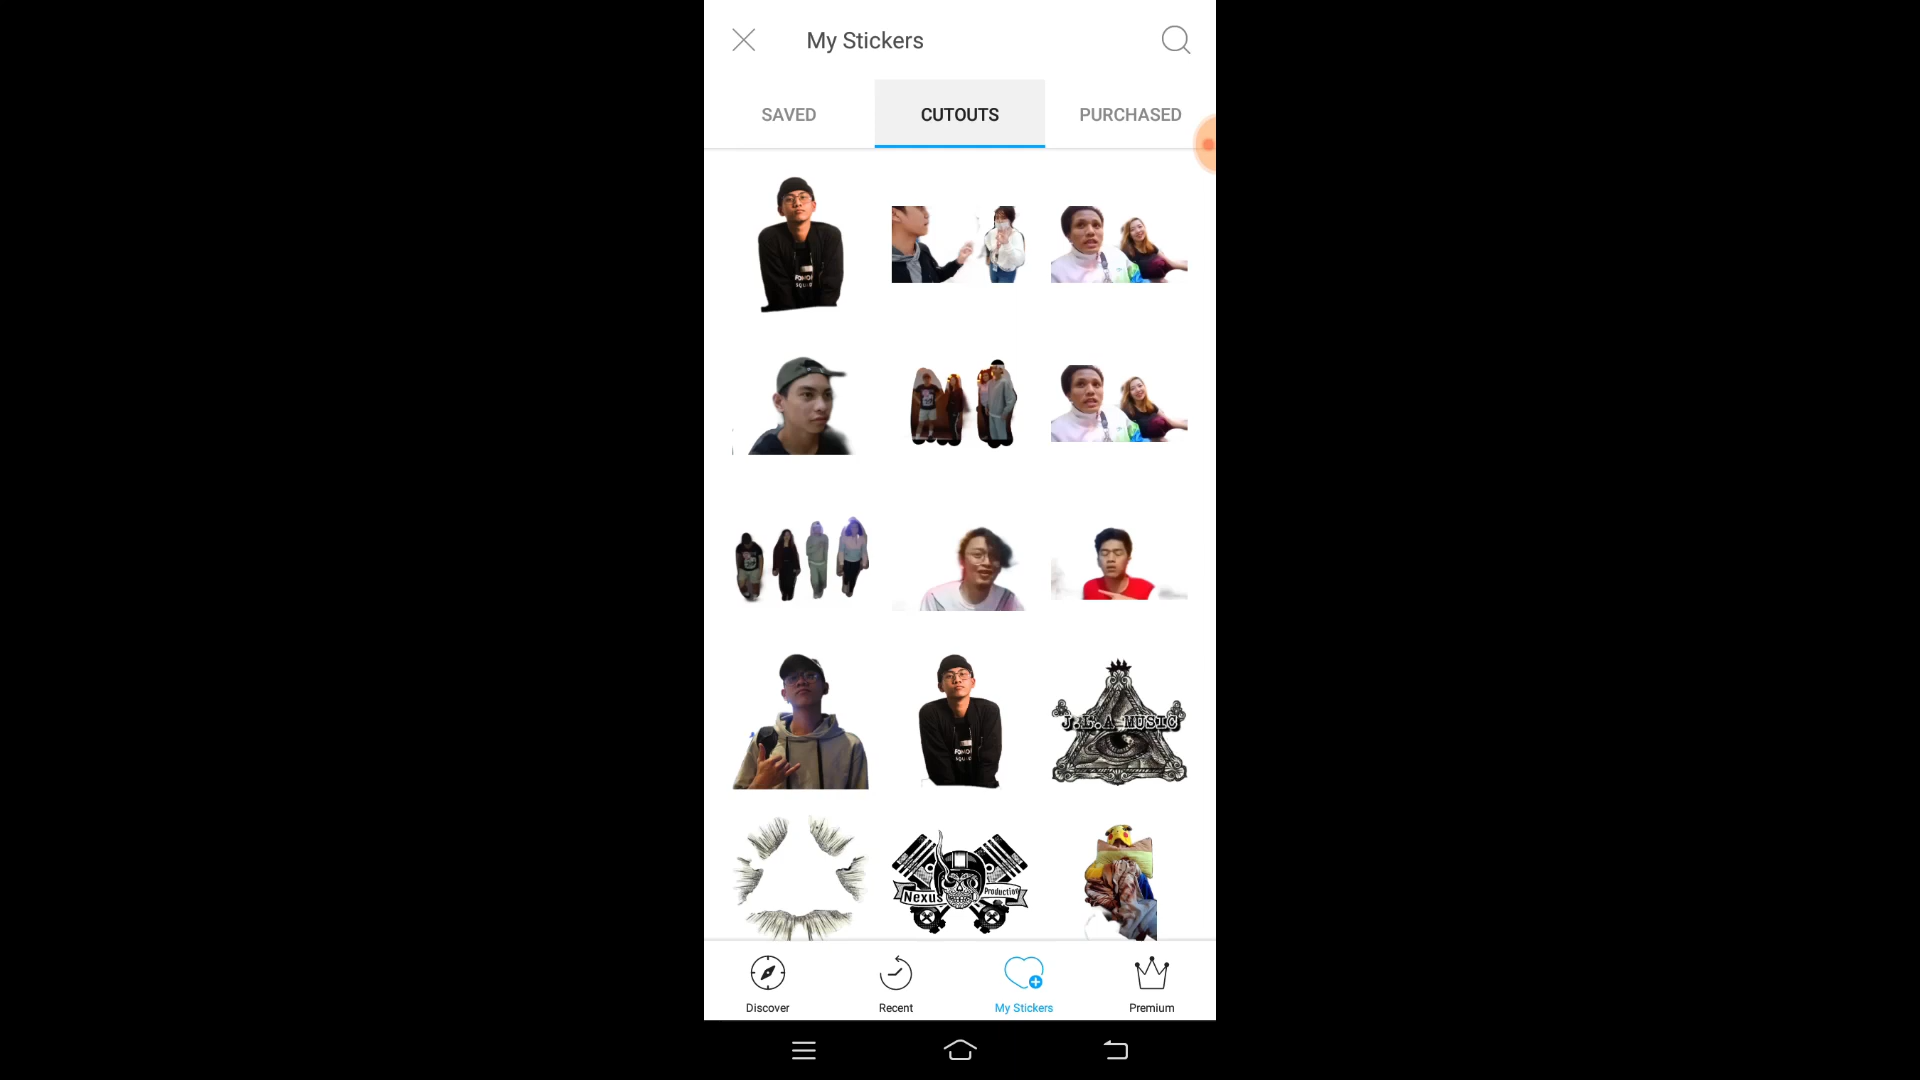 My Stickers
SAVED
CUTOUTS
PURCHASED
J.L.A MUSIC
Nexus
Production
Discover
Recent
My Stickers
Premium